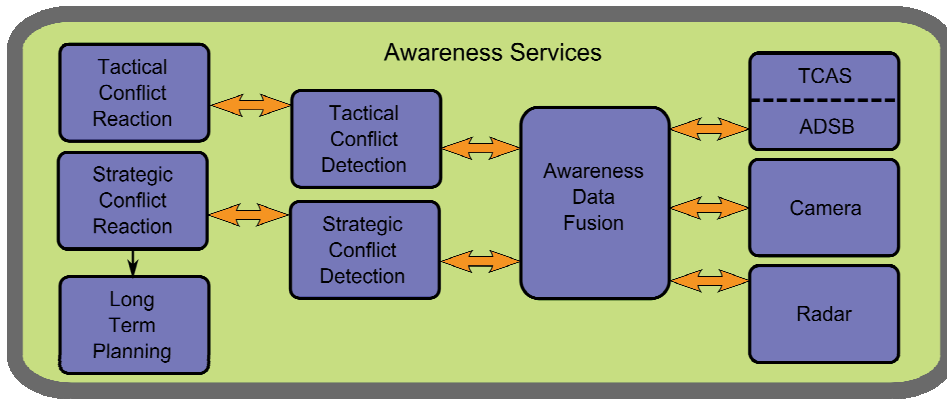 Awareness Services
Tactical
Conflict
Reaction
Strategic
Conflict
Reaction
Long
Term
Planning
Tactical
Conflict
Detection
Strategic
Conflict
Detection
Awareness
Data
Fusion
TCAS
ADSB
Camera
Radar